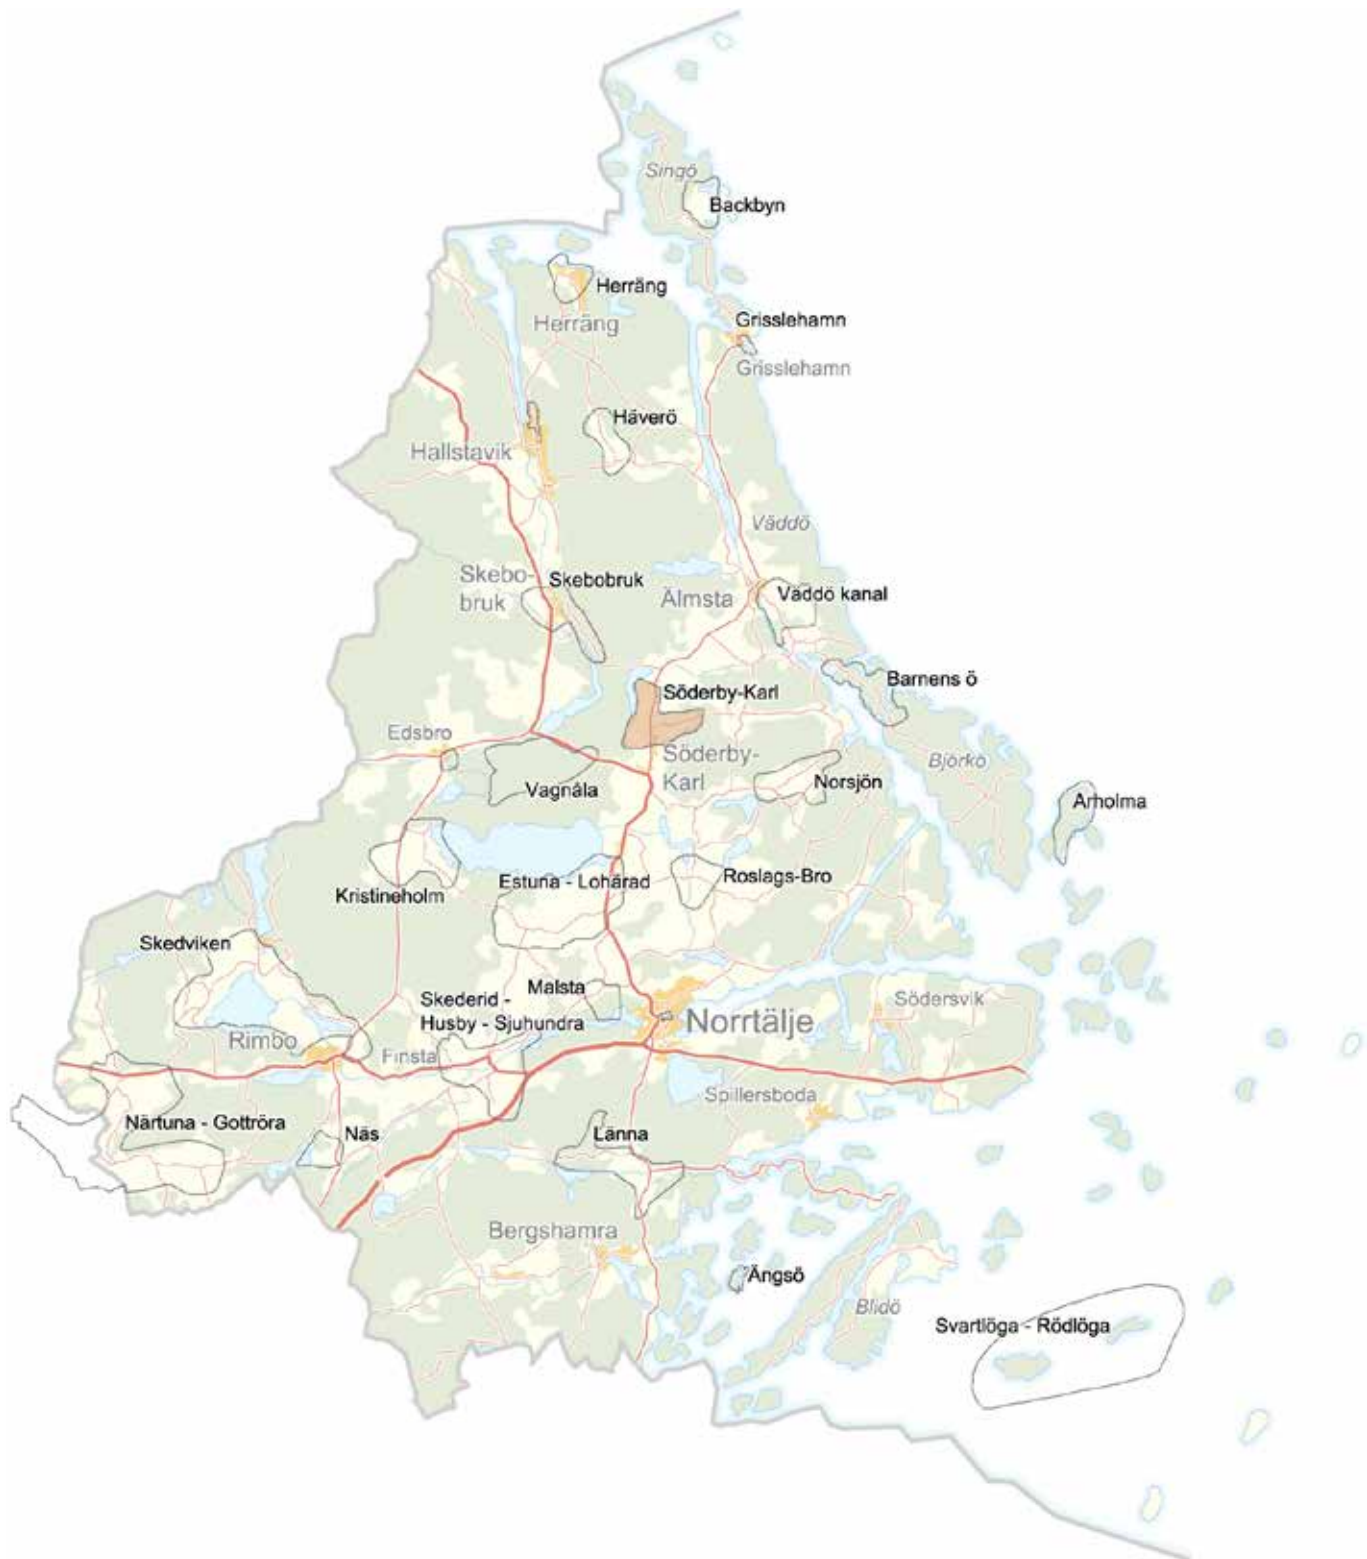 Singö
Backbyn
Herräng
Herräng
Grisslehamn
Grisslehamn
Häverö
Hallstavik
Väddö
Skebo-
bruk
Skebobruk
Älmsta
Väddö kanal
Barnens ö
Söderby-Karl
Edsbro
Söderby-
Karl
Björkö
Vagnåla
Norsjön
Arholma
Kristineholm
Estuna - Lohärad
Roslags-Bro
Skedviken
Malsta
Skederid -
Husby - Sjuhundra
Södersvik
Norrtälje
Rimbo
Finsta
Spillersboda
Närtuna - Gottröra
Näs
Länna
Bergshamra
Ängsö
Blidö
Svartlöga - Rödlöga